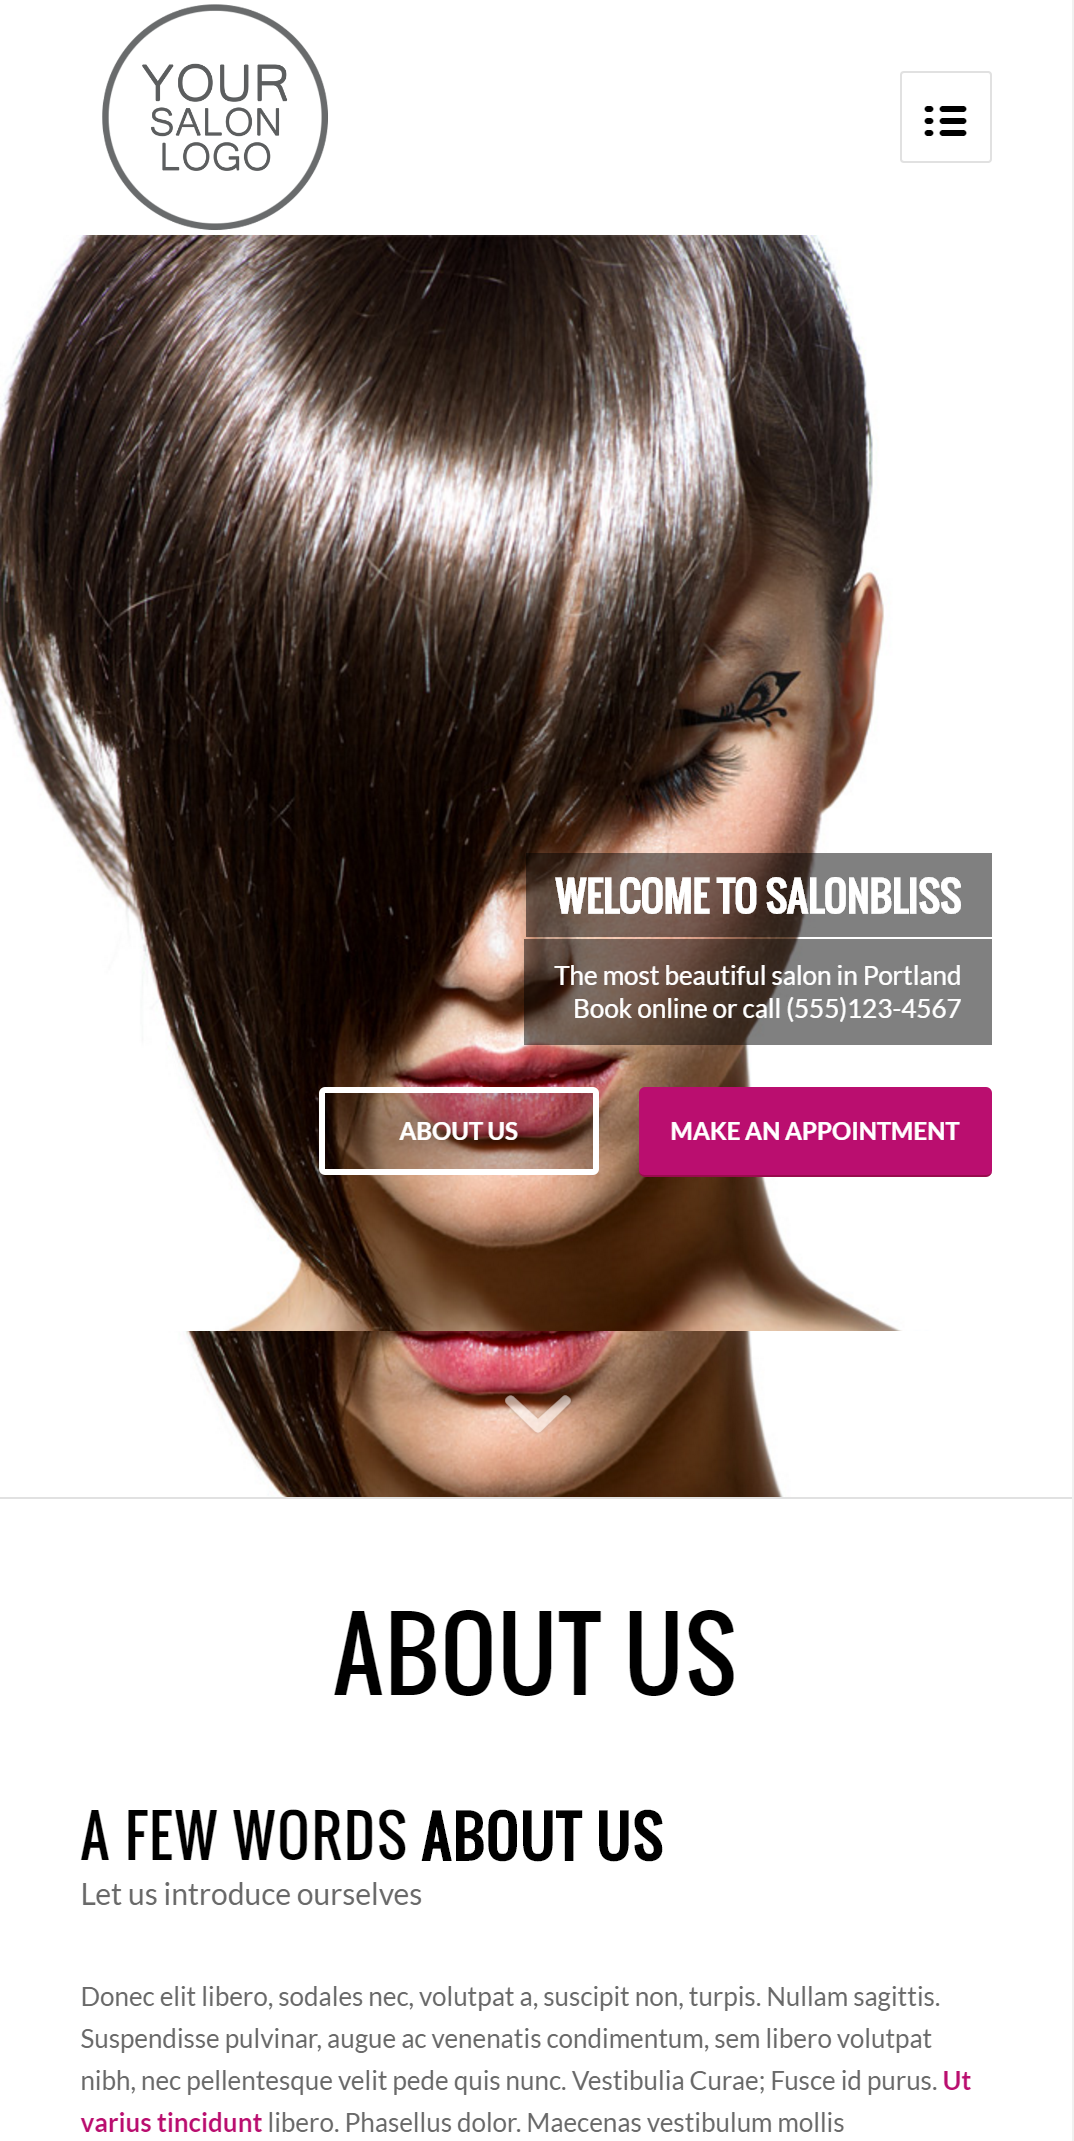 YOUR
SALON
LOGO
WELCOME TO SALONBLISS
The most beautiful salon in Portland
Book online or call (555)123-4567
ABOUT US
MAKE AN APPOINTMENT
ABOUT US
A FEW WORDS ABOUT US
Let us introduce ourselves
Donec elit libero, sodales nec, volutpat a, suscipit non, turpis. Nullam sagittis.
Suspendisse pulvinar, augue ac venenatis condimentum, sem libero volutpat
nibh, nec pellentesque velit pede quis nunc. Vestibulia Curae; Fusce id purus. Ut
varius tincidunt libero. Phasellus dolor. Maecenas vestibulum mollis